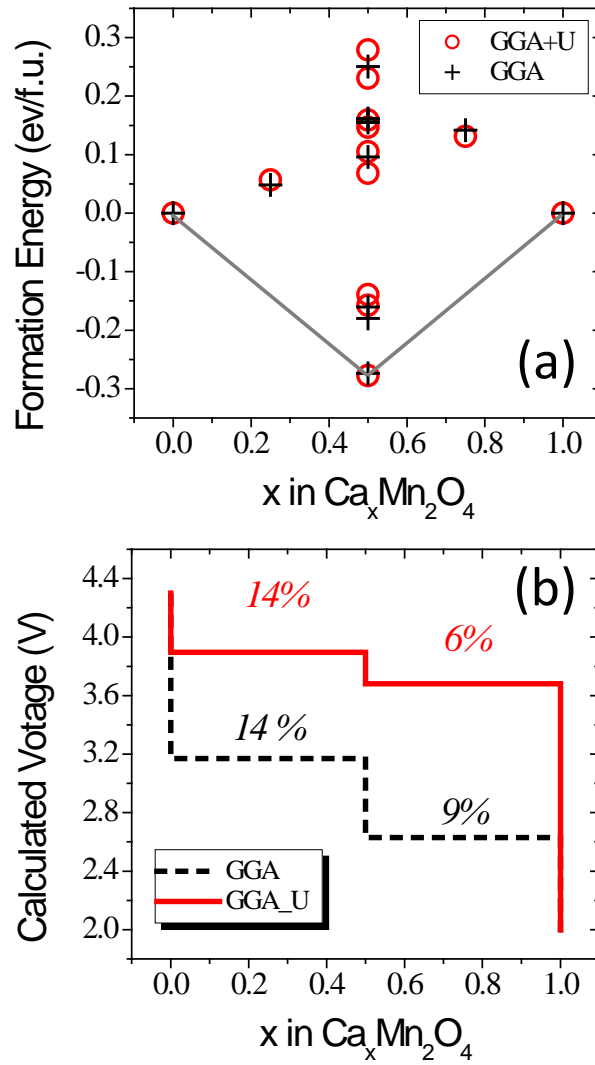 0.3
0.2
0.1
0.0
-0.1
-0.2
-0.3
Formation Energy (ev/f.u.)
GGA+U
GGA
(a)
0.0 0.2 0.4 0.6 0.8 1.0
x in CaxMn2O4
4.4
4.0
3.6
3.2
2.8
2.4
2.0
Calculated Votage (V)
(b)
14%
6%
14 %
9%
GGA
GGA_U
0.0 0.2 0.4 0.6 0.8 1.0
x in CaxMn2O4